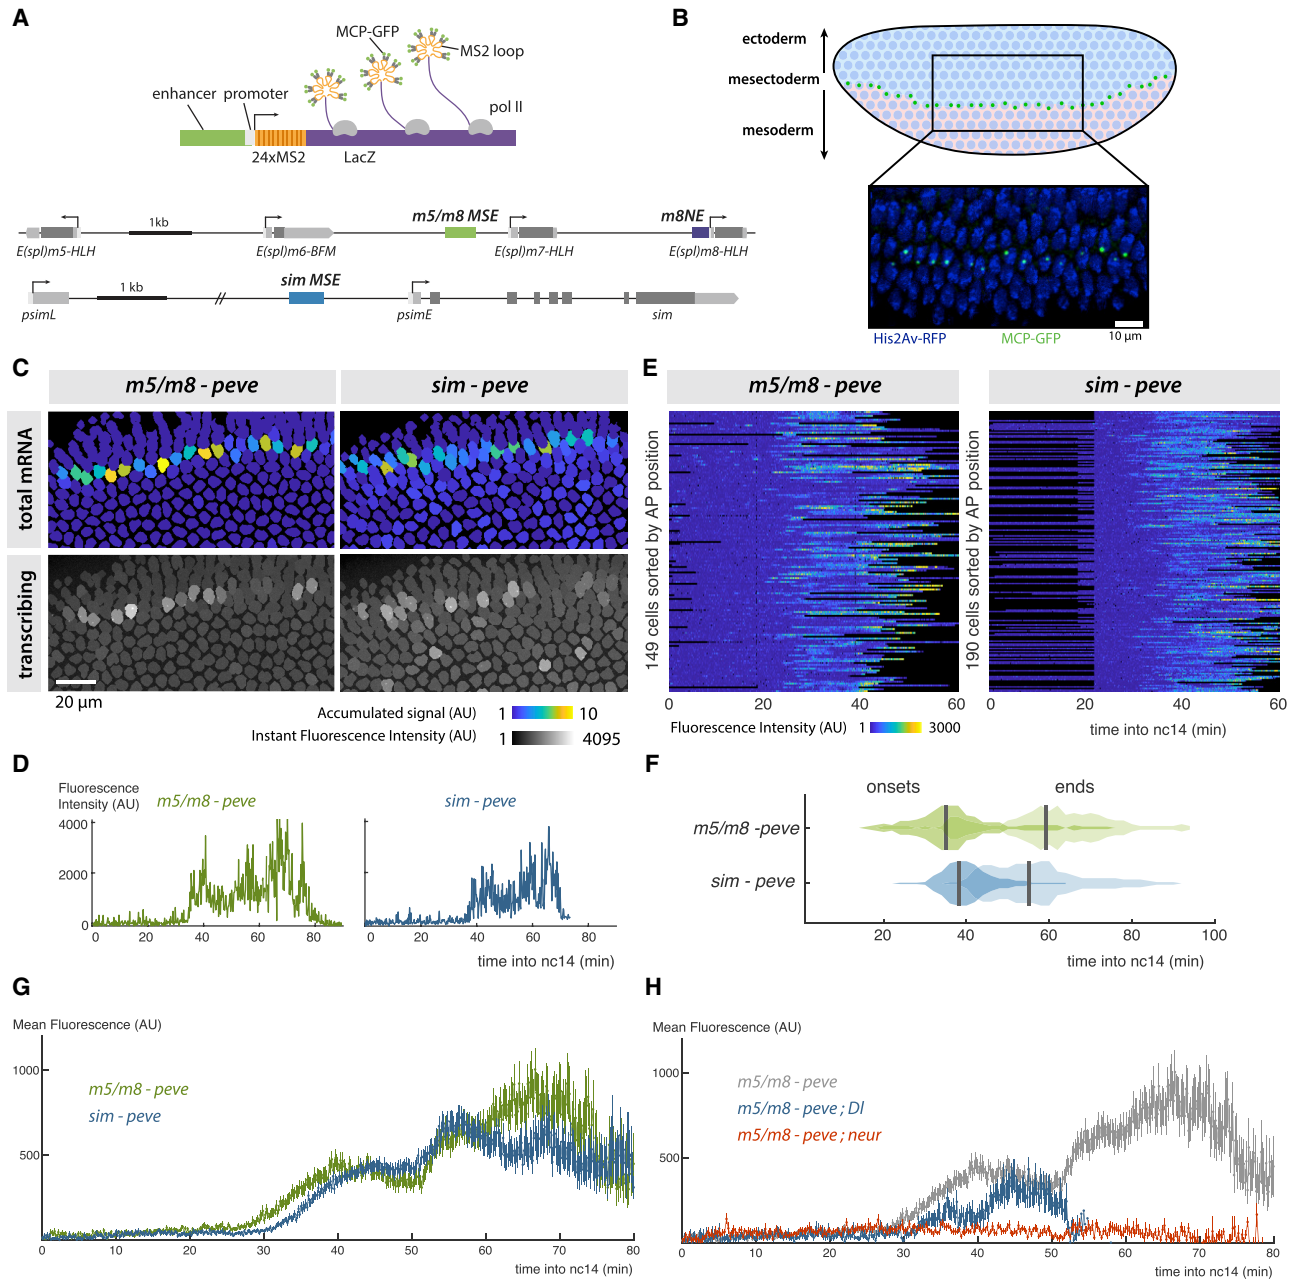 A
MCP-GFP
MS2 loop
enhancer promoter
pol II
24xMS2
LacZ
1kb
m5/m8 MSE
m8NE
E(spl)m5-HLH
E(spl)m6-BFM
E(spl)m7-HLH
E(spl)m8-HLH
1 kb
sim MSE
psimL
psimE
sim
B
ectoderm
mesectoderm
mesoderm
His2Av-RFP
MCP-GFP
10 µm
C
m5/m8 - peve
sim - peve
total mRNA
transcribing
20 µm
Accumulated signal (AU) 1 10
Instant Fluorescence Intensity (AU) 1 4095
E
m5/m8 - peve
sim - peve
149 cells sorted by AP position
190 cells sorted by AP position
0 20 40 60
0 20 40 60
Fluorescence Intensity (AU) 1 3000
time into nc14 (min)
D
Fluorescence
Intensity (AU)
m5/m8 - peve
sim - peve
4000
2000
0
0 20 40 60 80
0 20 40 60 80
time into nc14 (min)
F
onsets
ends
m5/m8 -peve
sim - peve
20 40 60 80 100
time into nc14 (min)
G
Mean Fluorescence (AU)
1000
500
m5/m8 - peve
sim - peve
0 10 20 30 40 50 60 70 80
time into nc14 (min)
H
Mean Fluorescence (AU)
1000
500
0
m5/m8 - peve
m5/m8 - peve ; Dl
m5/m8 - peve ; neur
0 10 20 30 40 50 60 70 80
time into nc14 (min)